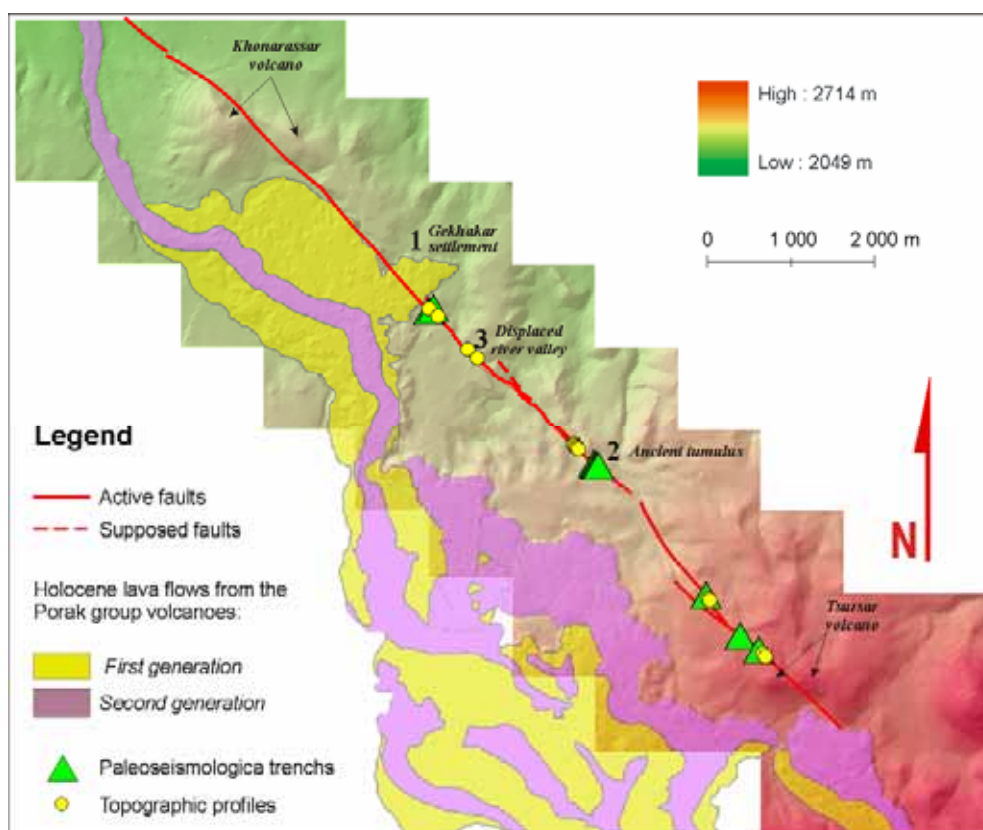 Khonarassar
volcano
High : 2714 m
Low : 2049 m
0 1 000 2 000 m
1 Gekhakar
settlement
3 Displaced
river valley
2 Ancient tumulus
N
Tsursar
volcano
Legend
Active faults
Supposed faults
Holocene lava flows from the
Porak group volcanoes:
First generation
Second generation
Paleoseismologica trenchs
Topographic profiles